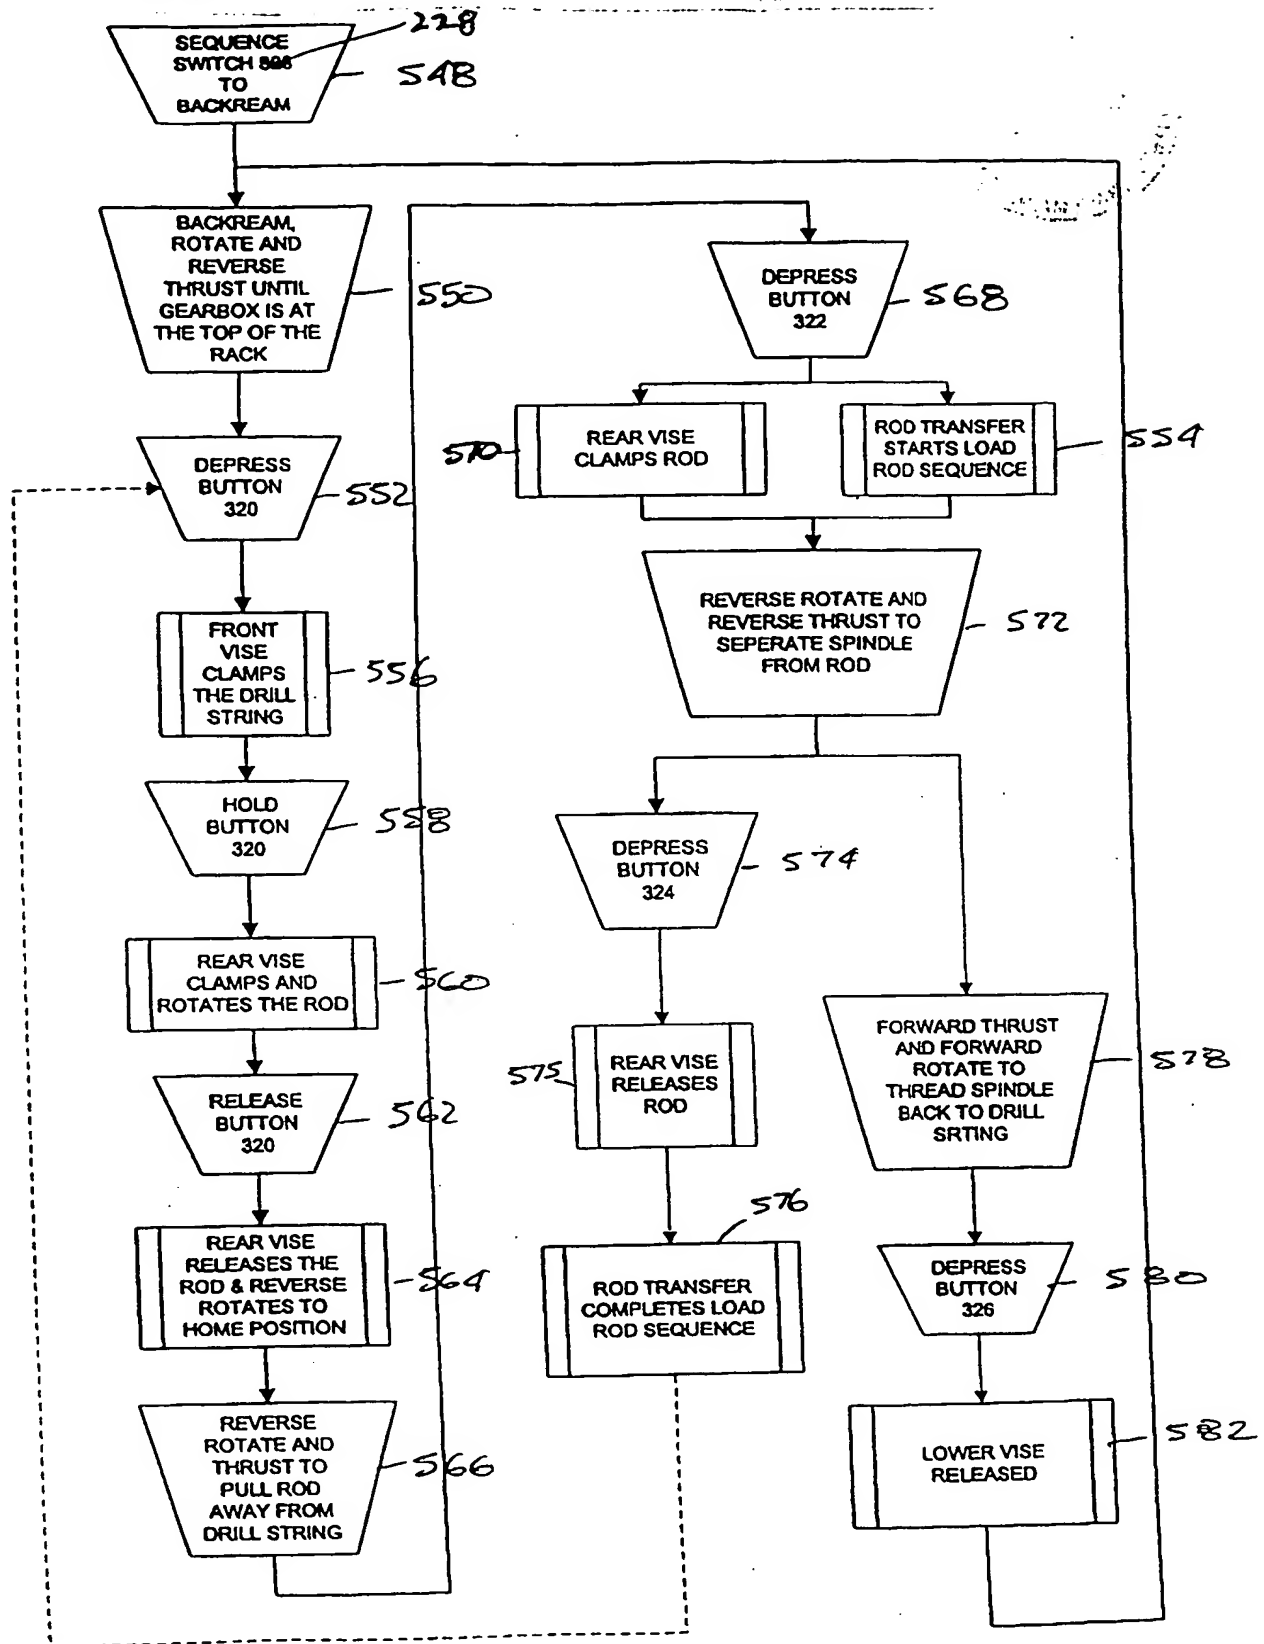 228
SEQUENCE
SWITCH
TO
BACKREAM
548
BACKREAM,
ROTATE AND
REVERSE
THRUST UNTIL
GEARBOX IS AT
THE TOP OF THE
RACK
550
DEPRESS
BUTTON
320
552
FRONT
VISE
CLAMPS
THE DRILL
STRING
556
HOLD
BUTTON
320
558
REAR VISE
CLAMPS AND
ROTATES THE ROD
560
RELEASE
BUTTON
320
562
REAR VISE
RELEASES THE
ROD & REVERSE
ROTATES TO
HOME POSITION
564
REVERSE
ROTATE AND
THRUST TO
PULL ROD
AWAY FROM
DRILL STRING
566
DEPRESS
BUTTON
322
568
570
REAR VISE
CLAMPS ROD
ROD TRANSFER
STARTS LOAD
ROD SEQUENCE
554
REVERSE ROTATE AND
REVERSE THRUST TO
SEPERATE SPINDLE
FROM ROD
572
DEPRESS
BUTTON
324
574
575
REAR VISE
RELEASES
ROD
576
ROD TRANSFER
COMPLETES LOAD
ROD SEQUENCE
FORWARD THRUST
AND FORWARD
ROTATE TO
THREAD SPINDLE
BACK TO DRILL
SRTING
578
DEPRESS
BUTTON
326
580
LOWER VISE
RELEASED
582